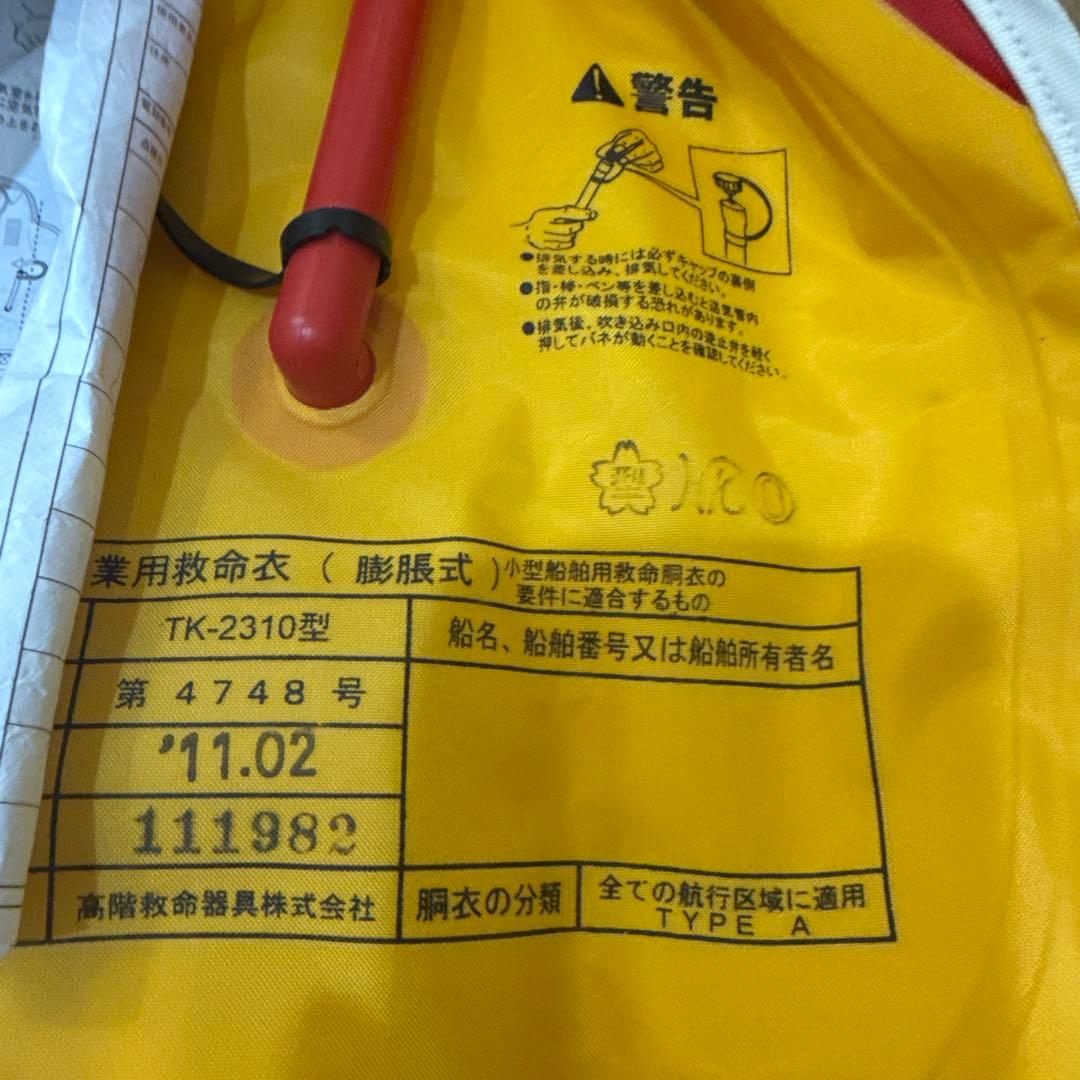 警告
●排気する時には必ずキャップの裏側
を差し込み、排気してください。
●指・棒・ペン等を差し込むと送気管内
の弁が破損する恐れがあります。
●排気後、吹き込み口内の逆止弁を軽く
押してバネが動くことを確認してください。
型 HCO
業用救命衣（膨脹式）小型船舶用救命胴衣の
要件に適合するもの
TK-2310型
船名、船舶番号又は船舶所有者名
第 4748 号
'11.02
111982
高階救命器具株式会社
胴衣の分類
全ての航行区域に適用
TYPE A